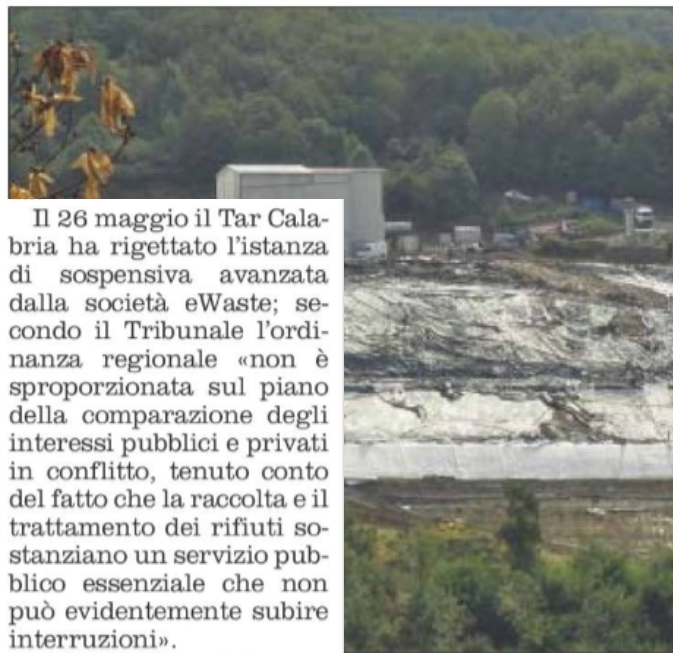 Il 26 maggio il Tar Cala-
bria ha rigettato l'istanza
di sospensiva avanzata
dalla società eWaste; se-
condo il Tribunale l'ordi-
nanza regionale «non è
sproporzionata sul piano
della comparazione degli
interessi pubblici e privati
in conflitto, tenuto conto
del fatto che la raccolta e il
trattamento dei rifiuti so-
stanziano un servizio pub-
blico essenziale che non
può evidentemente subire
interruzioni».